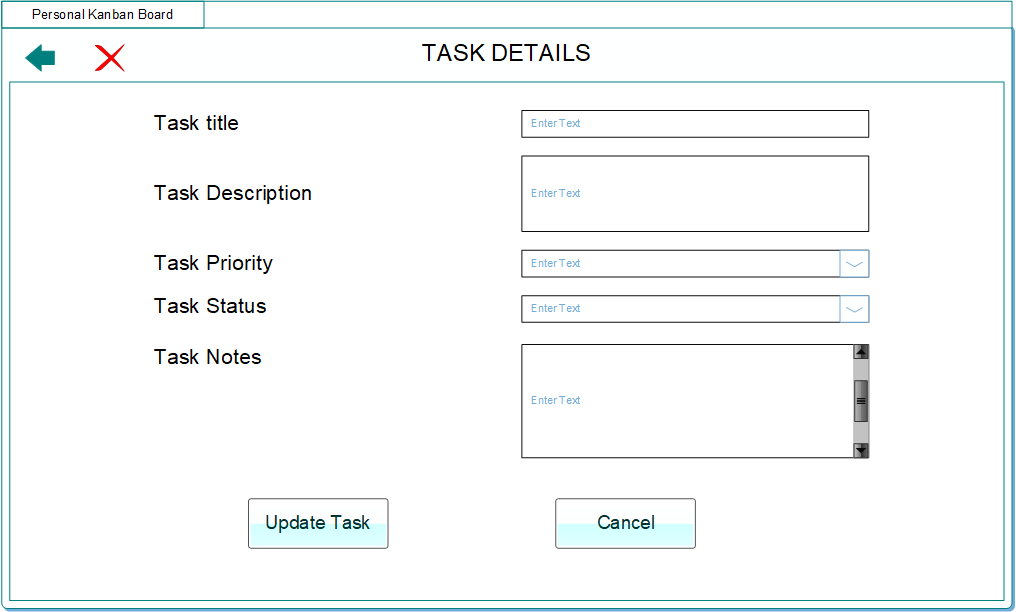 Personal Kanban Board
TASK DETAILS
Task title
Enter Text
Task Description
Enter Text
Task Priority
Enter Text
Task Status
Enter Text
Task Notes
Enter Text
Update Task
Cancel